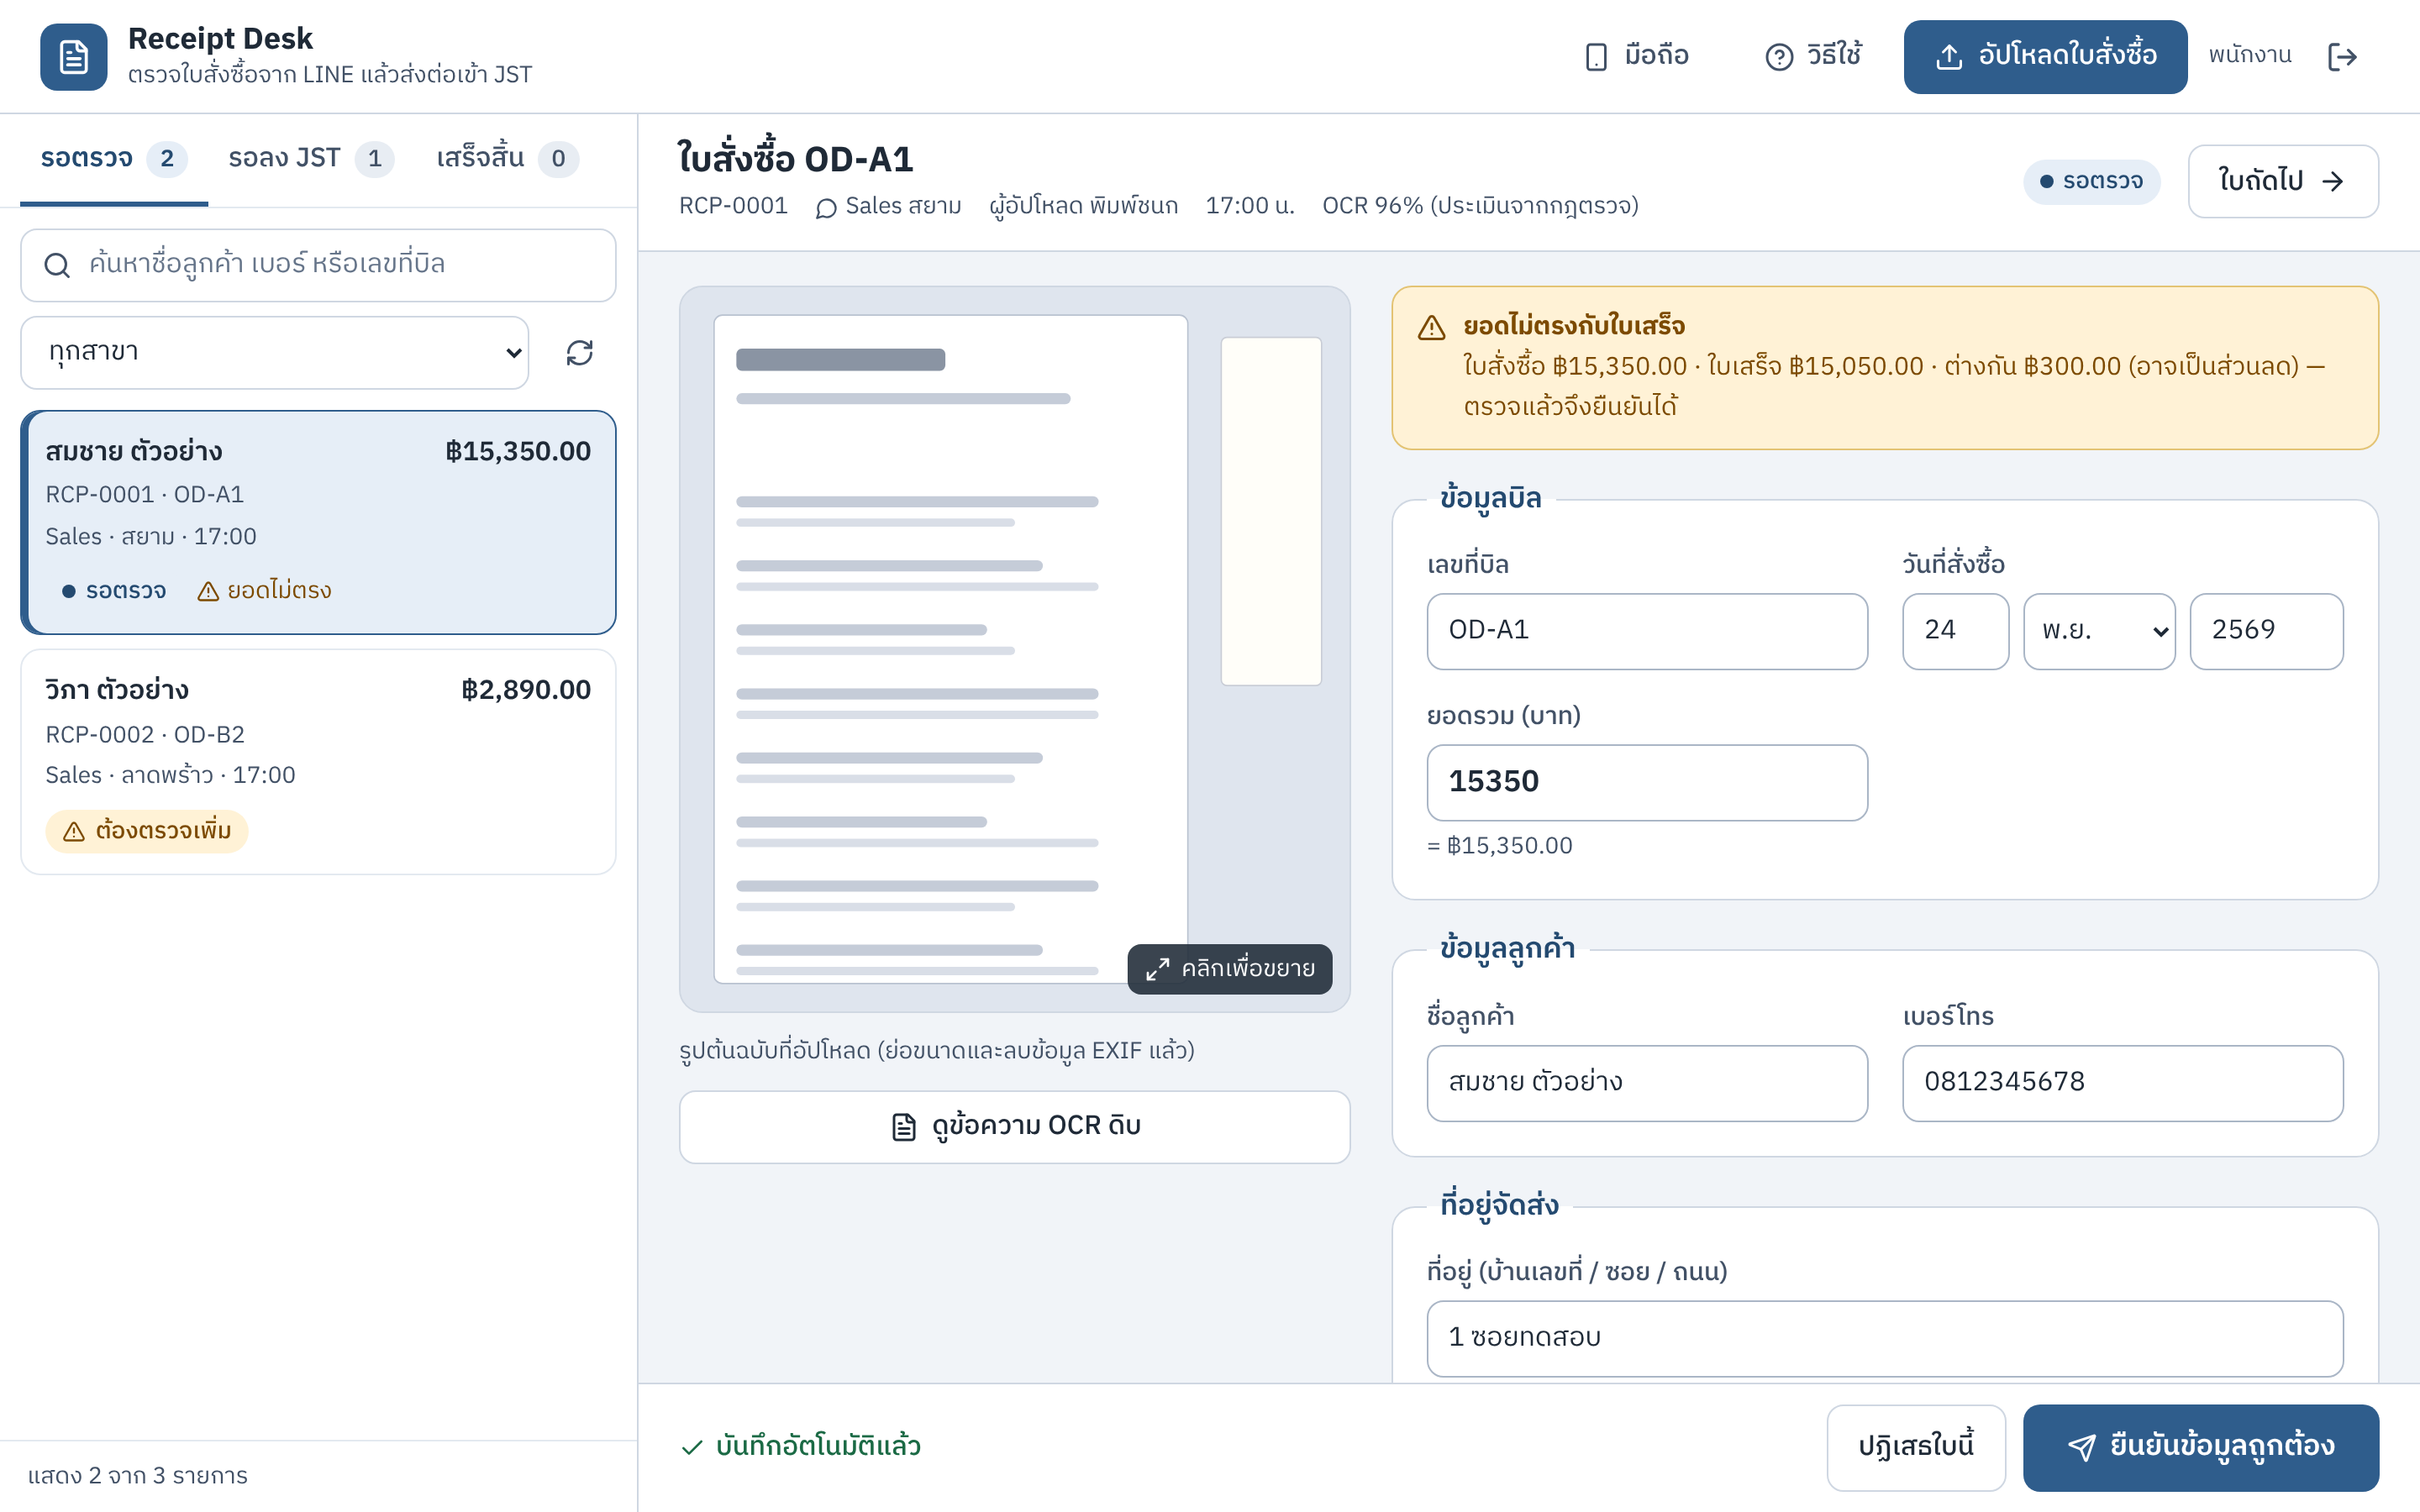 Receipt Desk
ตรวจใบสั่งซื้อจาก LINE แล้วส่งต่อเข้า JST
มือถือ
วิธีใช้
อัปโหลดใบสั่งซื้อ
พนักงาน
รอตรวจ 2
รอลง JST 1
เสร็จสิ้น 0
ค้นหาชื่อลูกค้า เบอร์ หรือเลขที่บิล
ทุกสาขา
สมชาย ตัวอย่าง ฿15,350.00
RCP-0001 · OD-A1
Sales · สยาม · 17:00
รอตรวจ ยอดไม่ตรง
วิภา ตัวอย่าง ฿2,890.00
RCP-0002 · OD-B2
Sales · ลาดพร้าว · 17:00
ต้องตรวจเพิ่ม
แสดง 2 จาก 3 รายการ
ใบสั่งซื้อ OD-A1
RCP-0001 Sales สยาม ผู้อัปโหลด พิมพ์ชนก 17:00 น. OCR 96% (ประเมินจากกฎตรวจ)
รอตรวจ
ใบถัดไป
คลิกเพื่อขยาย
รูปต้นฉบับที่อัปโหลด (ย่อขนาดและลบข้อมูล EXIF แล้ว)
ดูข้อความ OCR ดิบ
ยอดไม่ตรงกับใบเสร็จ
ใบสั่งซื้อ ฿15,350.00 · ใบเสร็จ ฿15,050.00 · ต่างกัน ฿300.00 (อาจเป็นส่วนลด) —
ตรวจแล้วจึงยืนยันได้
ข้อมูลบิล
เลขที่บิล วันที่สั่งซื้อ
OD-A1 24 พ.ย. 2569
ยอดรวม (บาท)
15350
= ฿15,350.00
ข้อมูลลูกค้า
ชื่อลูกค้า เบอร์โทร
สมชาย ตัวอย่าง 0812345678
ที่อยู่จัดส่ง
ที่อยู่ (บ้านเลขที่ / ซอย / ถนน)
1 ซอยทดสอบ
บันทึกอัตโนมัติแล้ว
ปฏิเสธใบนี้
ยืนยันข้อมูลถูกต้อง